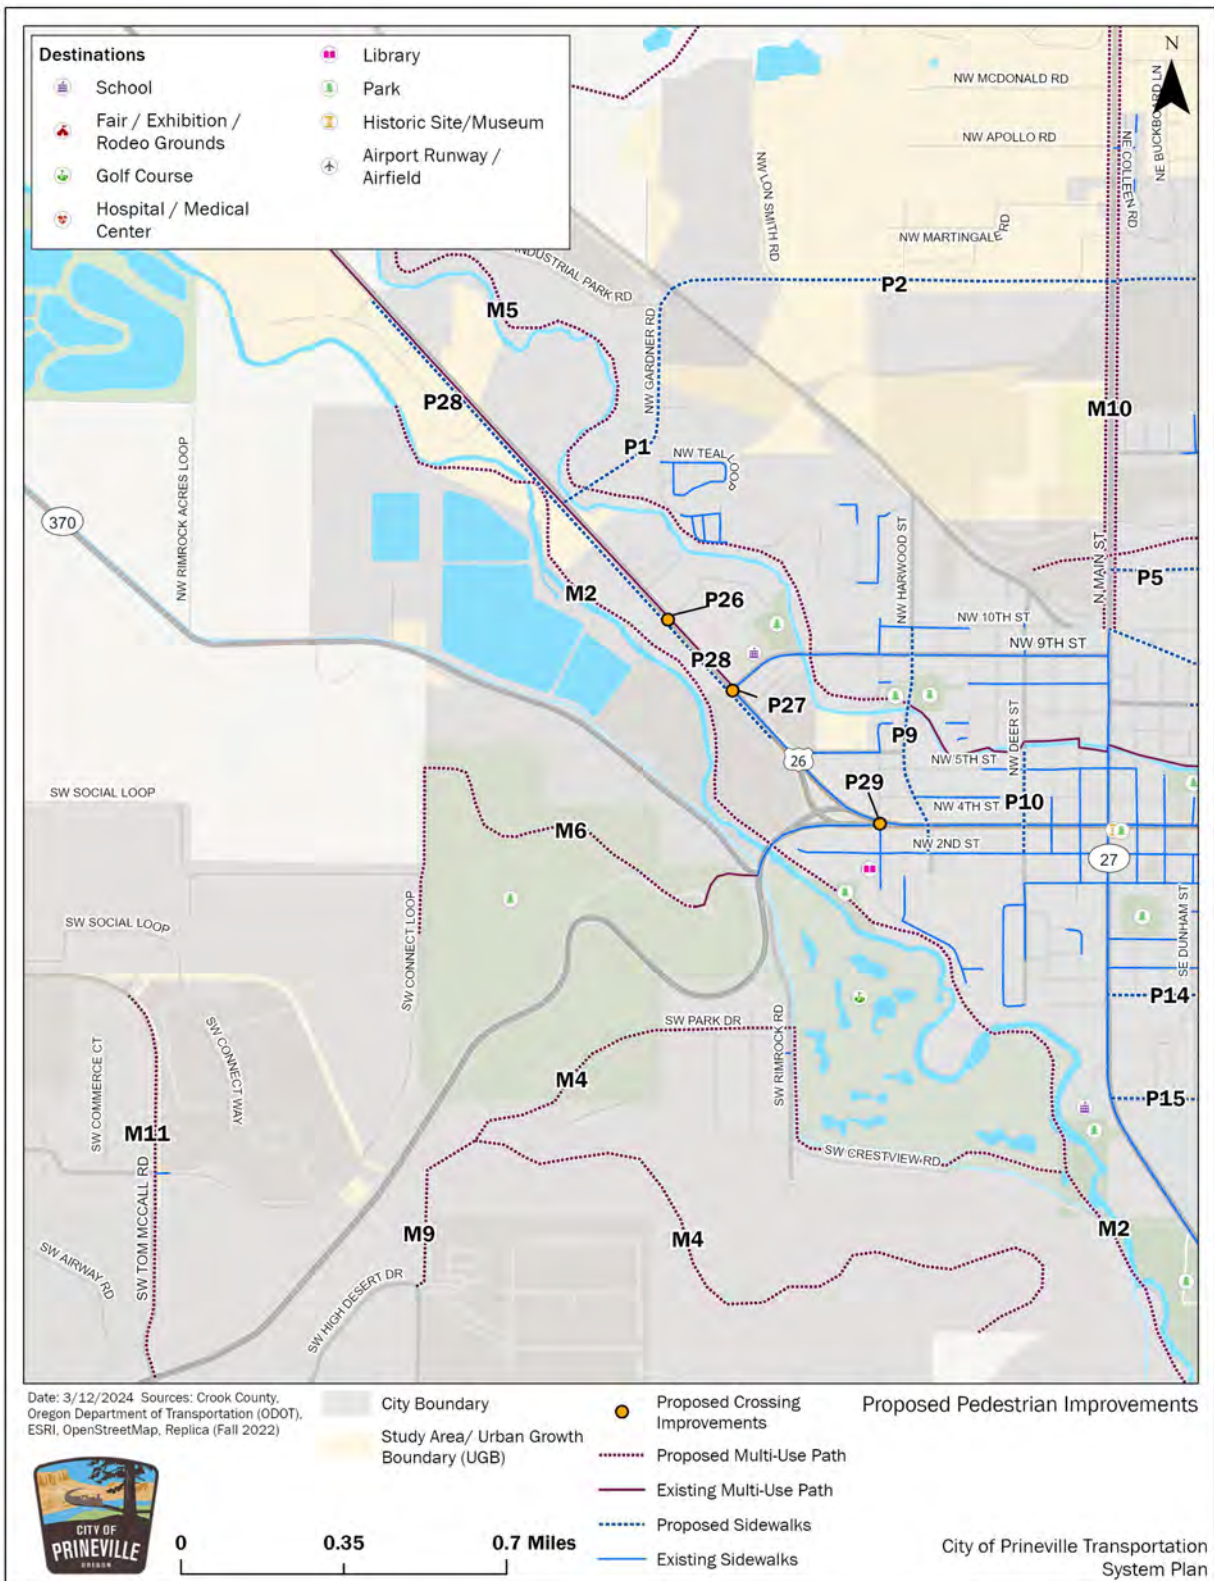 Destinations
School
Fair / Exhibition /
Rodeo Grounds
Golf Course
Hospital / Medical
Center
Library
Park
Historic Site/Museum
Airport Runway /
Airfield
N
NW MCDONALD RD
NW APOLLO RD
NE BUCKBOARD LN
NE COLLEEN RD
NW LON SMITH RD
NW MARTINGALE RD
INDUSTRIAL PARK RD
P2
M5
NW GARDNER RD
P28
M10
P1
NW TEAL LOOP
NW RIMROCK ACRES LOOP
370
NW HARWOOD ST
N MAIN ST
P5
M2
P26
NW 10TH ST
NW 9TH ST
P28
P27
NW DEER ST
P9
26
NW 5TH ST
P29
NW 4TH ST
P10
SW SOCIAL LOOP
M6
NW 2ND ST
27
SW SOCIAL LOOP
SW CONNECT LOOP
SE DUNHAM ST
P14
SW CONNECT WAY
SW PARK DR
SW RIMROCK RD
SW COMMERCE CT
M4
P15
M11
SW CRESTVIEW RD
SW TOM MCCALL RD
M9
M4
M2
SW AIRWAY RD
SW HIGH DESERT DR
Date: 3/12/2024 Sources: Crook County,
Oregon Department of Transportation (ODOT),
ESRI, OpenStreetMap, Replica (Fall 2022)
City Boundary
Study Area/ Urban Growth
Boundary (UGB)
Proposed Crossing
Improvements
Proposed Multi-Use Path
Existing Multi-Use Path
Proposed Sidewalks
Existing Sidewalks
Proposed Pedestrian Improvements
CITY OF
PRINEVILLE
OREGON
0 0.35 0.7 Miles
City of Prineville Transportation
System Plan